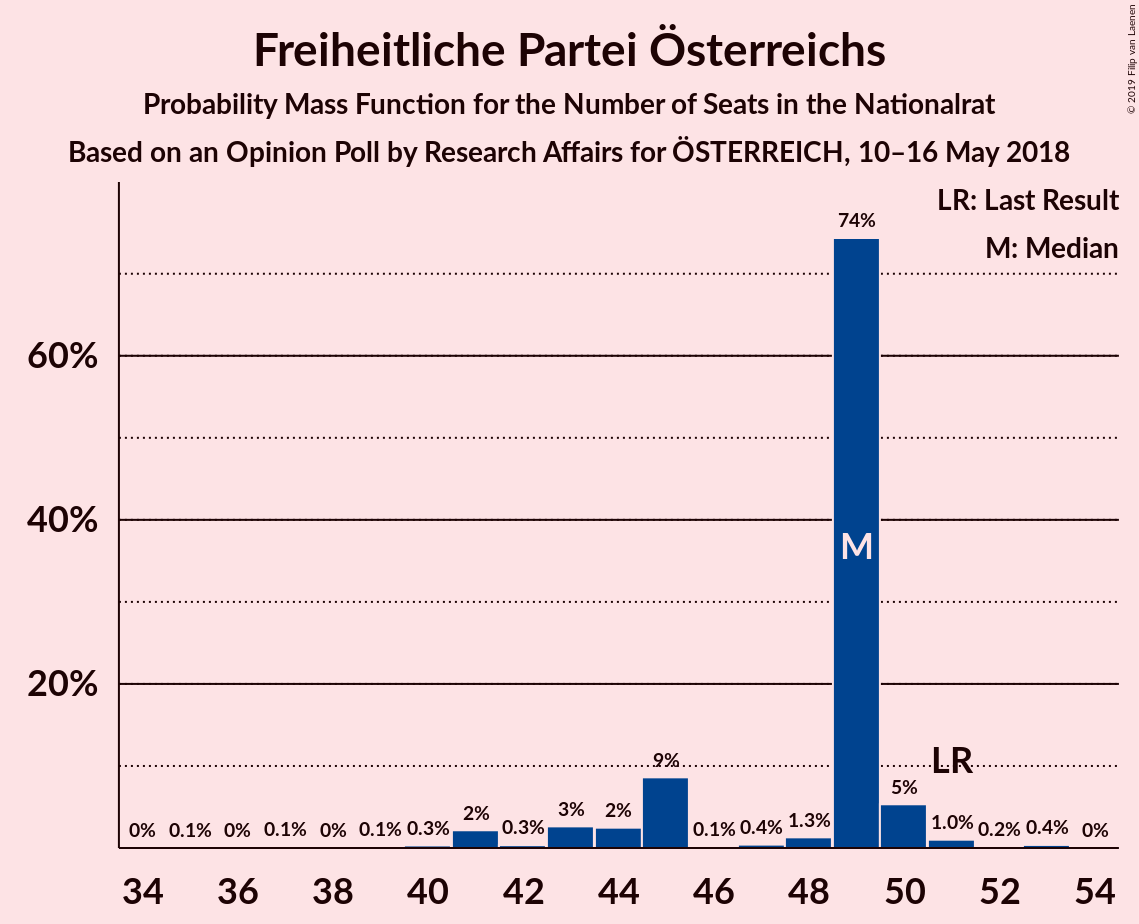 Freiheitliche Partei Österreichs
Probability Mass Function for the Number of Seats in the Nationalrat
Based on an Opinion Poll by Research Affairs for ÖSTERREICH, 10–16 May 2018
© 2019 Filip van Laenen
LR: Last Result
M: Median
60%
40%
20%
0% 0.1% 0% 0.1% 0% 0.1% 0.3% 2% 0.3% 3% 2% 9% 0.1% 0.4% 1.3% 74% 5% 1.0% 0.2% 0.4% 0%
M
LR
34 36 38 40 42 44 46 48 50 52 54